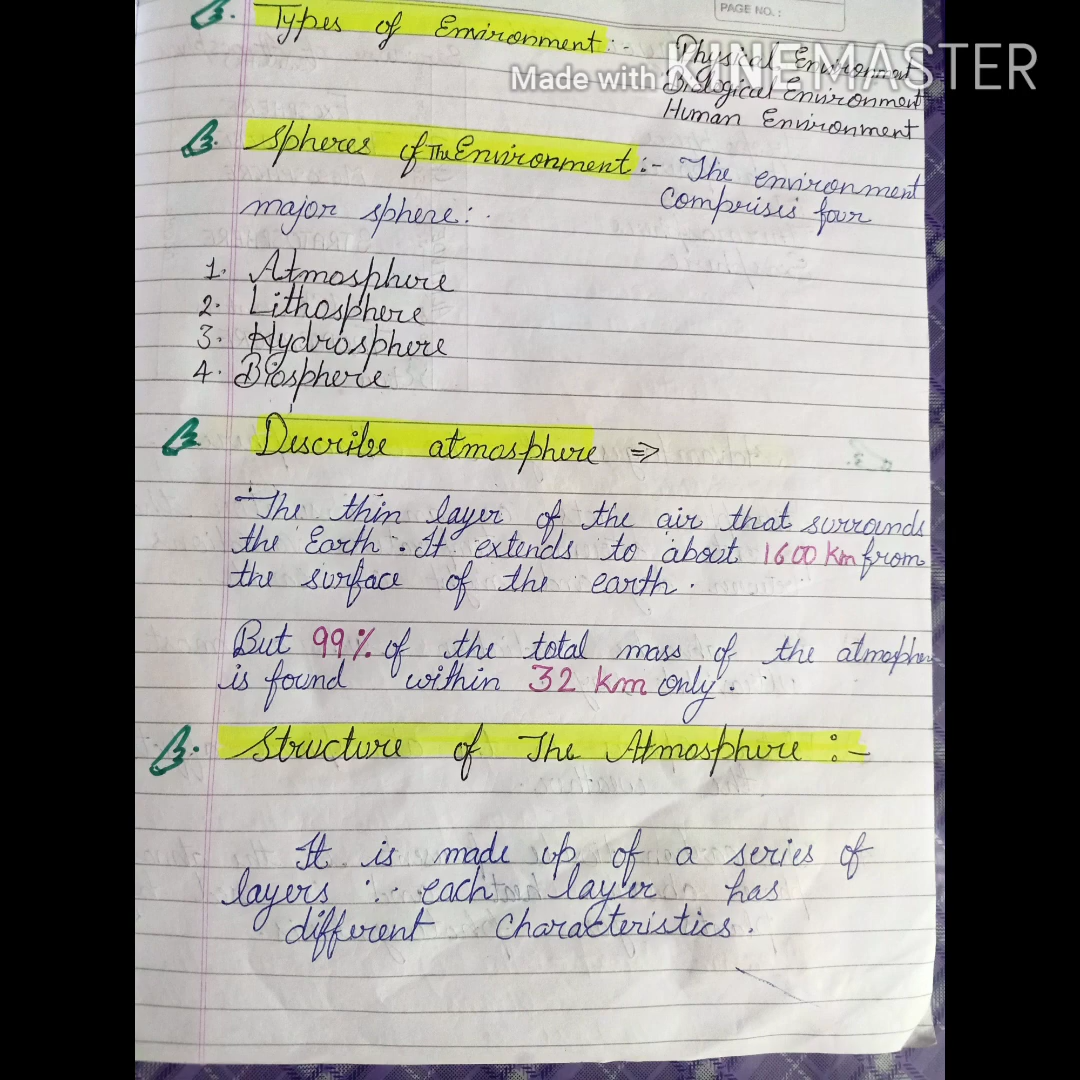 PAGE NO. :
Types of Environment :-
Physical Environment
Made with KINEMASTER
Biological Environment
Human Environment
Spheres of The Environment :- The environment
comprisis four
major sphere :
1. Atmosphere
2. Lithosphere
3. Hydrosphere
4. Biosphere
Describe atmosphere ⇒
The thin layer of the air that surrounds
the Earth. It extends to about 1600 km from
the surface of the earth.
But 99% of the total mass of the atmosphere
is found within 32 km only.
Structure of The Atmosphere :-
It is made up of a series of
layers : each layer has
different characteristics.